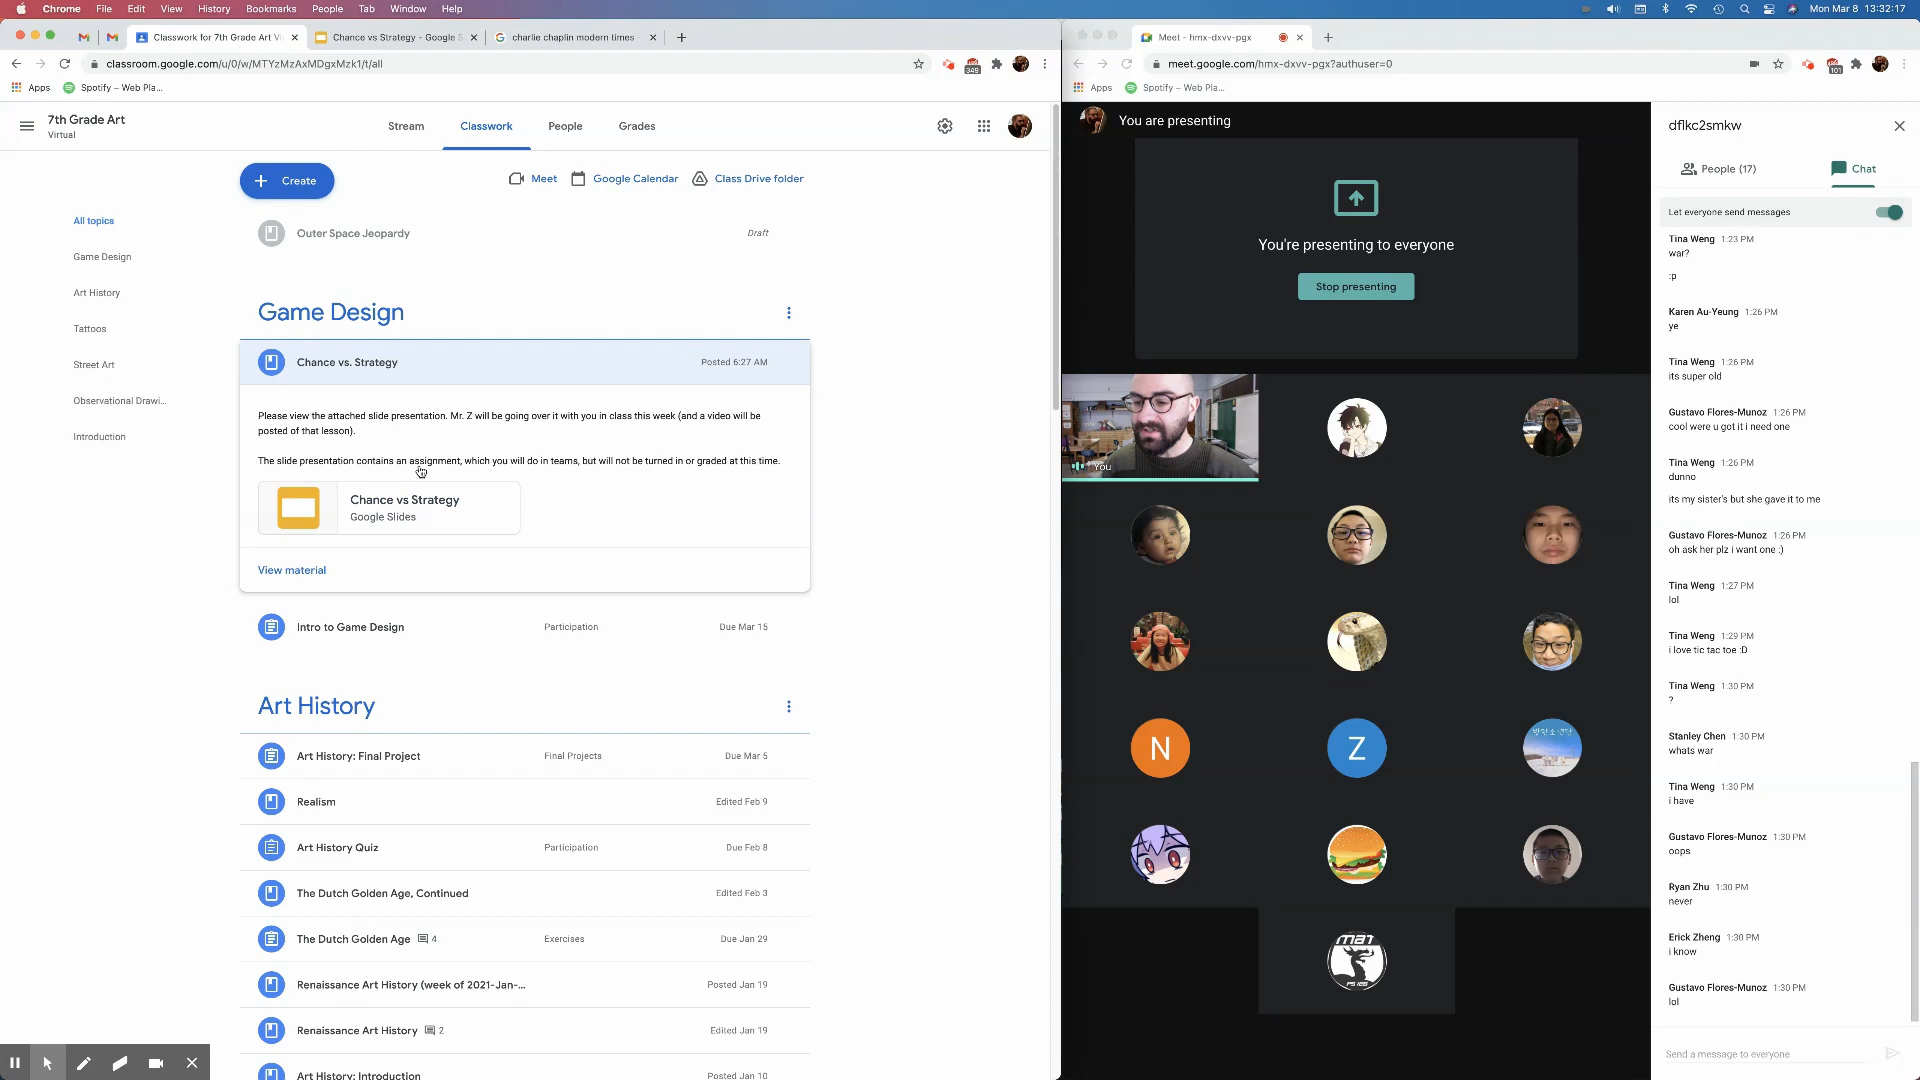 Chrome File Edit View History Bookmarks People Tab Window Help
Mon Mar 8 13:32:17
Classwork for 7th Grade Art Vi
Chance vs Strategy - Google S
charlie chaplin modern times -
classroom.google.com/u/0/w/MTYzMzAxMDgxMzk1/t/all
345
Apps
Spotify – Web Pla...
7th Grade Art
Virtual
Stream
Classwork
People
Grades
Create
Meet
Google Calendar
Class Drive folder
All topics
Game Design
Art History
Tattoos
Street Art
Observational Drawi...
Introduction
Outer Space Jeopardy
Draft
Game Design
Chance vs. Strategy
Posted 6:27 AM
Please view the attached slide presentation. Mr. Z will be going over it with you in class this week (and a video will be
posted of that lesson).
The slide presentation contains an assignment, which you will do in teams, but will not be turned in or graded at this time.
Chance vs Strategy
Google Slides
View material
Intro to Game Design
Participation
Due Mar 15
Art History
Art History: Final Project
Final Projects
Due Mar 5
Realism
Edited Feb 9
Art History Quiz
Participation
Due Feb 8
The Dutch Golden Age, Continued
Edited Feb 3
The Dutch Golden Age
4
Exercises
Due Jan 29
Renaissance Art History (week of 2021-Jan-...
Posted Jan 19
Renaissance Art History
2
Edited Jan 19
Art History: Introduction
Posted Jan 10
Meet - hmx-dxvv-pgx
meet.google.com/hmx-dxvv-pgx?authuser=0
101
Apps
Spotify – Web Pla...
You are presenting
You're presenting to everyone
Stop presenting
You
N
Z
방탄소년단
MAT
PS 126
dflkc2smkw
People (17)
Chat
Let everyone send messages
Tina Weng 1:23 PM
war?
:p
Karen Au-Yeung 1:26 PM
ye
Tina Weng 1:26 PM
its super old
Gustavo Flores-Munoz 1:26 PM
cool were u got it i need one
Tina Weng 1:26 PM
dunno
its my sister's but she gave it to me
Gustavo Flores-Munoz 1:26 PM
oh ask her plz i want one :)
Tina Weng 1:27 PM
lol
Tina Weng 1:29 PM
i love tic tac toe :D
Tina Weng 1:30 PM
?
Stanley Chen 1:30 PM
whats war
Tina Weng 1:30 PM
i have
Gustavo Flores-Munoz 1:30 PM
oops
Ryan Zhu 1:30 PM
never
Erick Zheng 1:30 PM
i know
Gustavo Flores-Munoz 1:30 PM
lol
Send a message to everyone